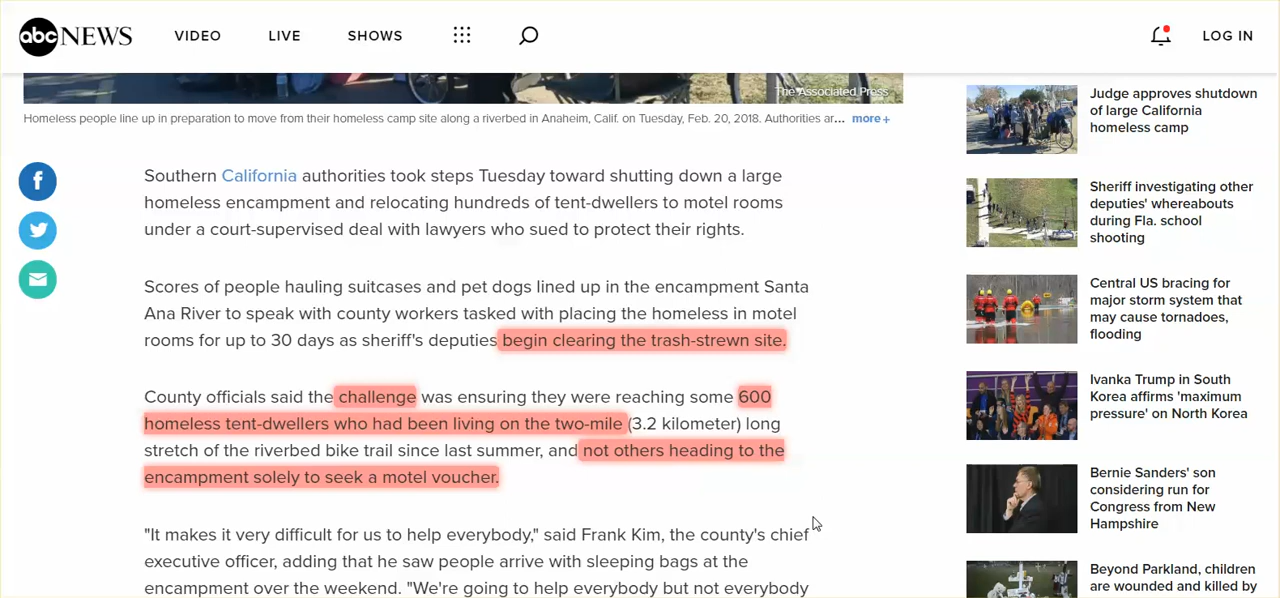 abc NEWS VIDEO LIVE SHOWS LOG IN
The Associated Press
Homeless people line up in preparation to move from their homeless camp site along a riverbed in Anaheim, Calif. on Tuesday, Feb. 20, 2018. Authorities ar... more +
Southern California authorities took steps Tuesday toward shutting down a large
homeless encampment and relocating hundreds of tent-dwellers to motel rooms
under a court-supervised deal with lawyers who sued to protect their rights.
Scores of people hauling suitcases and pet dogs lined up in the encampment Santa
Ana River to speak with county workers tasked with placing the homeless in motel
rooms for up to 30 days as sheriff's deputies begin clearing the trash-strewn site.
County officials said the challenge was ensuring they were reaching some 600
homeless tent-dwellers who had been living on the two-mile (3.2 kilometer) long
stretch of the riverbed bike trail since last summer, and not others heading to the
encampment solely to seek a motel voucher.
"It makes it very difficult for us to help everybody," said Frank Kim, the county's chief
executive officer, adding that he saw people arrive with sleeping bags at the
encampment over the weekend. "We're going to help everybody but not everybody
Judge approves shutdown
of large California
homeless camp
Sheriff investigating other
deputies' whereabouts
during Fla. school
shooting
Central US bracing for
major storm system that
may cause tornadoes,
flooding
Ivanka Trump in South
Korea affirms 'maximum
pressure' on North Korea
Bernie Sanders' son
considering run for
Congress from New
Hampshire
Beyond Parkland, children
are wounded and killed by